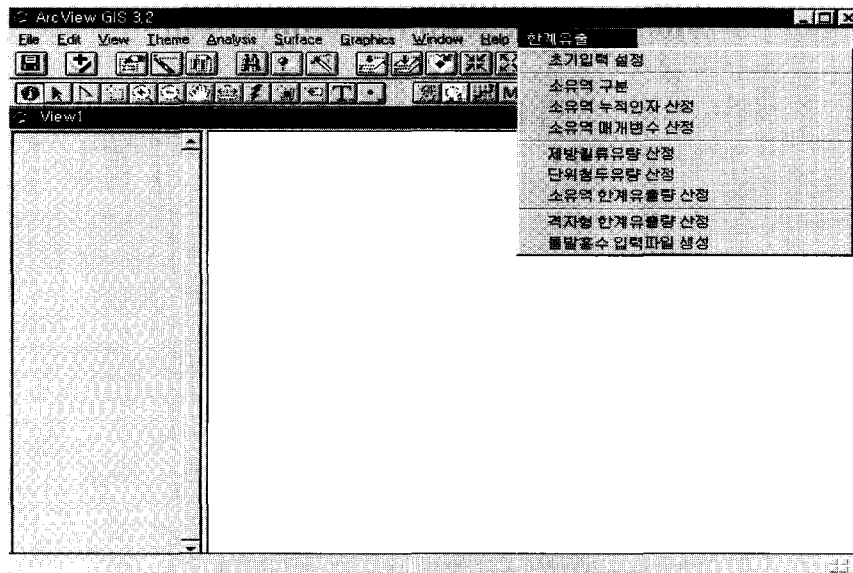 ArcView GIS 3.2
File Edit View Theme Analysis Surface Graphics Window Help 한계유출
초기입력 설정
소유역 구분
소유역 누적인자 산정
소유역 매개변수 산정
제방월류유량 산정
단위첨두유량 산정
소유역 한계유출량 산정
격자형 한계유출량 산정
돌발홍수 입력파일 생성
View1